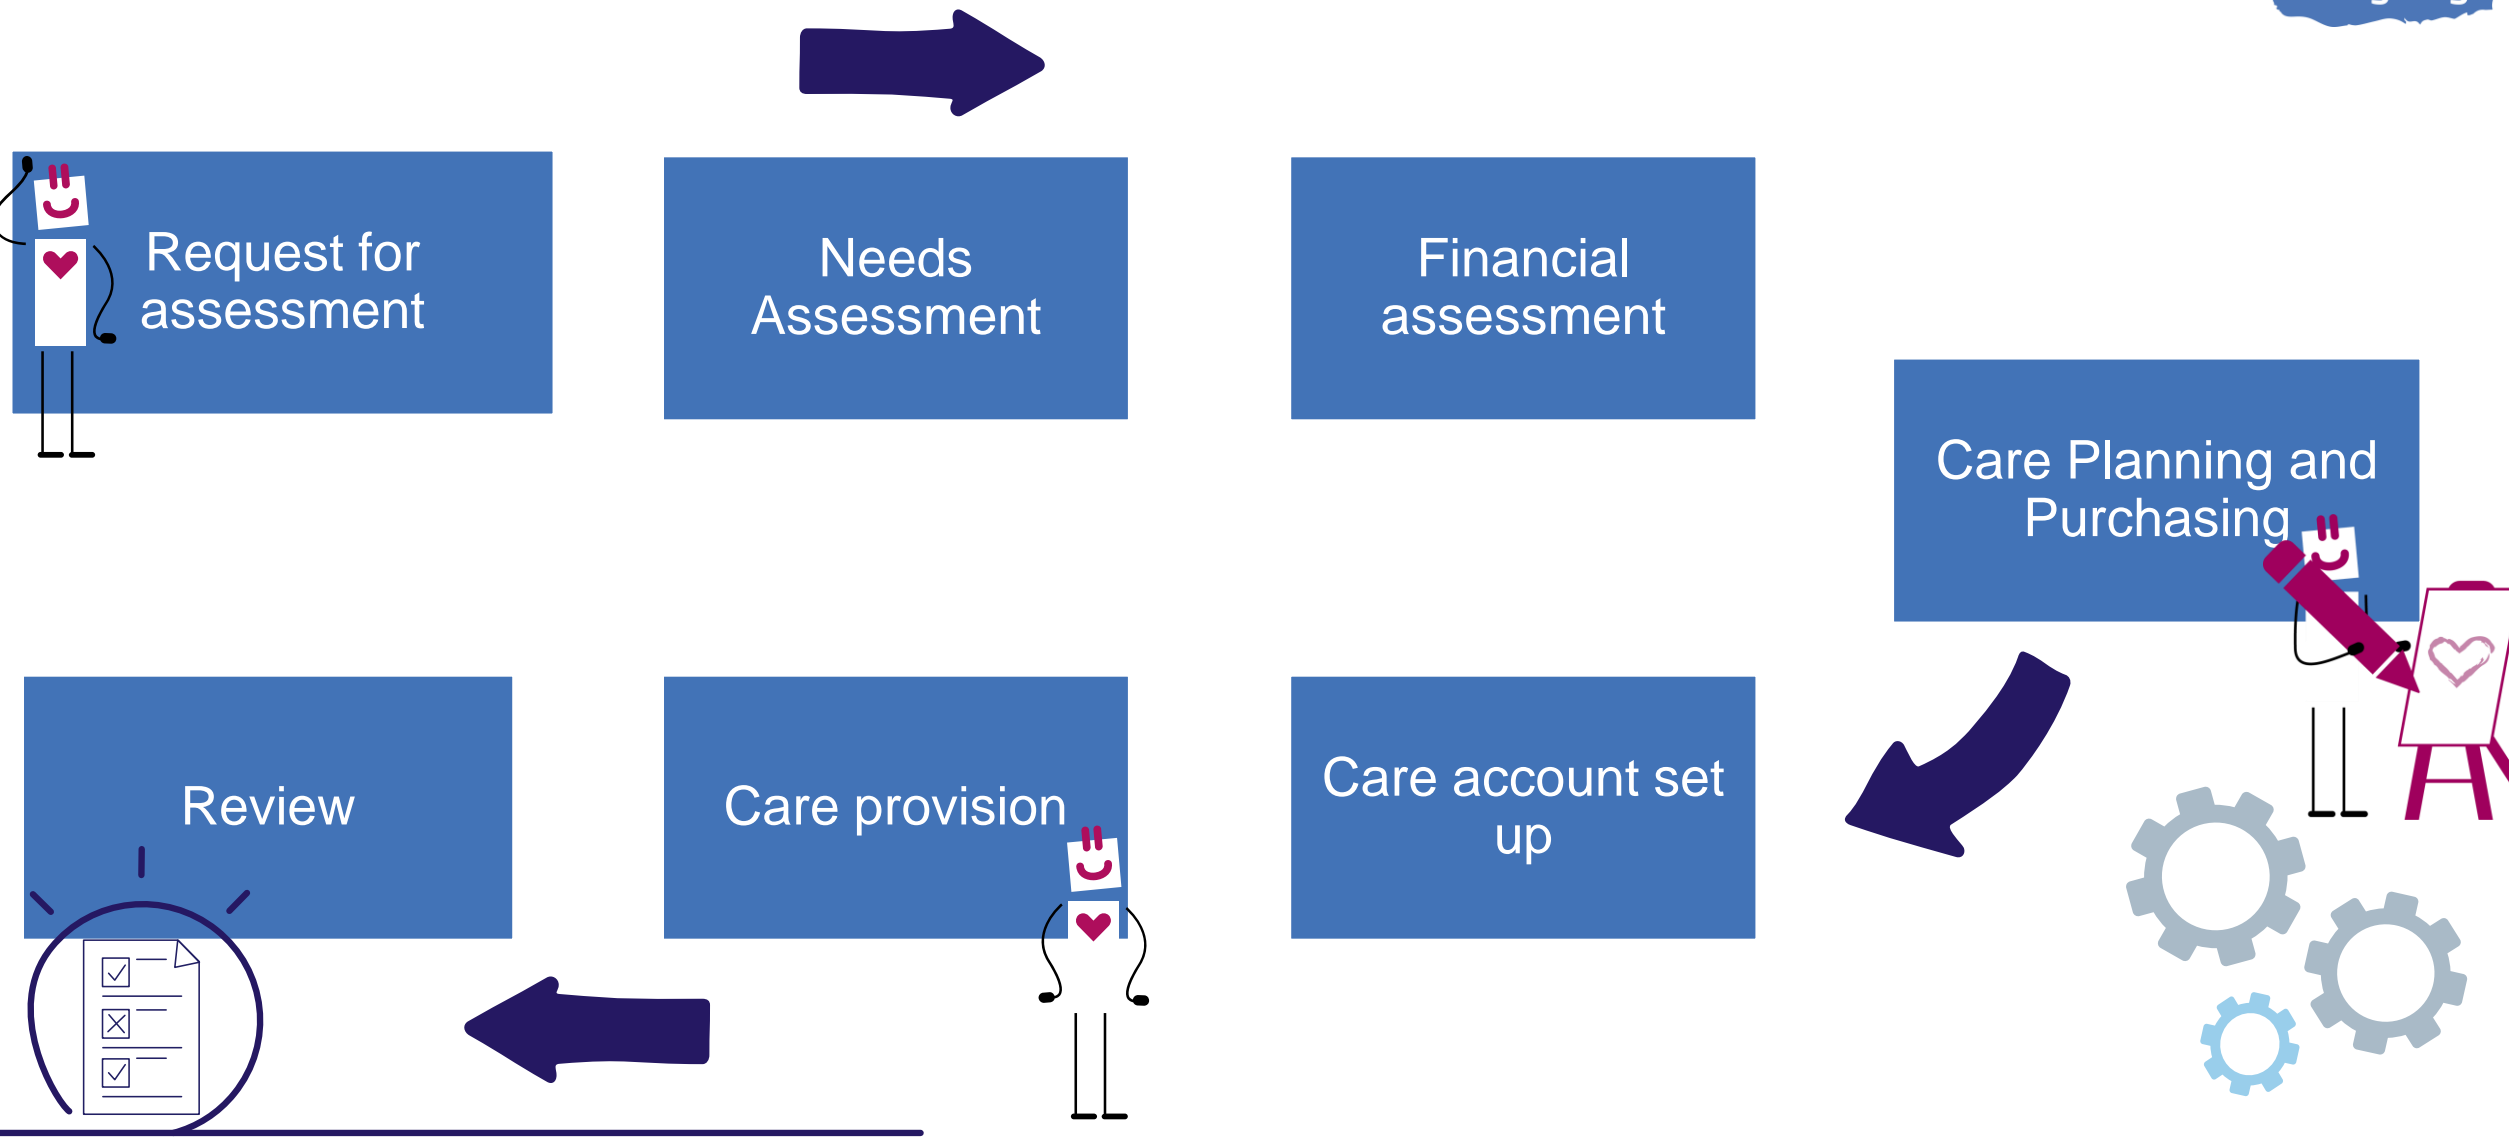 Request for
assessment
Needs
Assessment
Financial
assessment
Care Planning and
Purchasing
Care account set
up
Care provision
Review